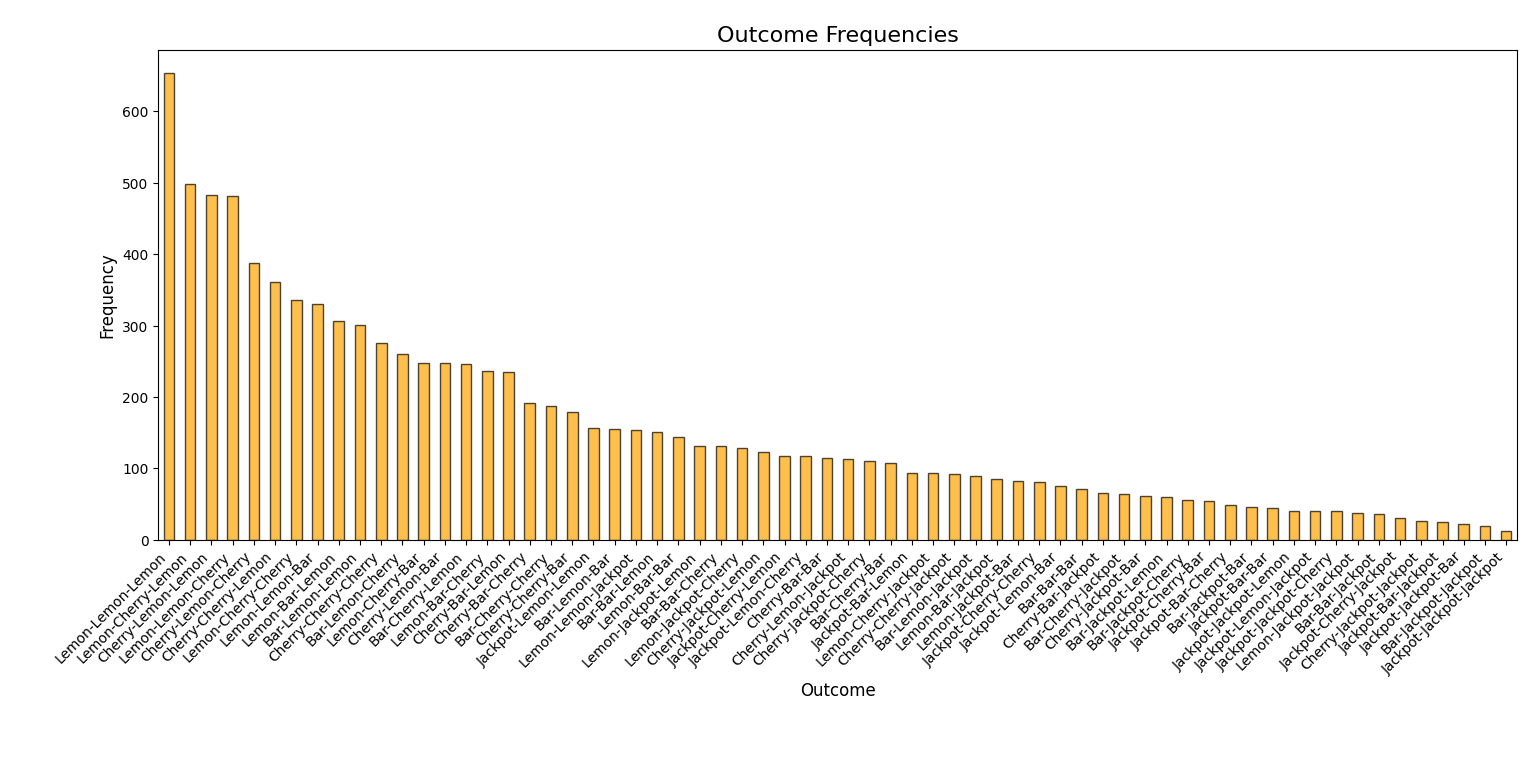 Outcome Frequencies
Frequency
600
500
400
300
200
100
0
Lemon-Lemon-Lemon
Lemon-Cherry-Lemon
Cherry-Lemon-Lemon
Lemon-Lemon-Cherry
Cherry-Lemon-Cherry
Cherry-Cherry-Lemon
Lemon-Cherry-Cherry
Lemon-Lemon-Bar
Bar-Lemon-Lemon
Lemon-Bar-Lemon
Cherry-Cherry-Cherry
Bar-Lemon-Cherry
Lemon-Cherry-Bar
Cherry-Lemon-Bar
Bar-Cherry-Lemon
Lemon-Bar-Cherry
Cherry-Bar-Lemon
Cherry-Bar-Cherry
Bar-Cherry-Cherry
Cherry-Cherry-Bar
Jackpot-Lemon-Lemon
Bar-Lemon-Bar
Lemon-Lemon-Jackpot
Bar-Bar-Lemon
Lemon-Bar-Bar
Lemon-Jackpot-Lemon
Bar-Bar-Cherry
Lemon-Jackpot-Cherry
Cherry-Jackpot-Lemon
Jackpot-Cherry-Lemon
Jackpot-Lemon-Cherry
Cherry-Bar-Bar
Cherry-Lemon-Jackpot
Cherry-Jackpot-Cherry
Bar-Cherry-Bar
Jackpot-Bar-Lemon
Lemon-Cherry-Jackpot
Cherry-Cherry-Jackpot
Bar-Lemon-Jackpot
Lemon-Bar-Jackpot
Lemon-Jackpot-Bar
Jackpot-Cherry-Cherry
Jackpot-Lemon-Bar
Bar-Bar-Bar
Cherry-Bar-Jackpot
Bar-Cherry-Jackpot
Cherry-Jackpot-Bar
Bar-Jackpot-Lemon
Bar-Jackpot-Cherry
Jackpot-Cherry-Bar
Jackpot-Bar-Cherry
Bar-Jackpot-Bar
Jackpot-Bar-Bar
Jackpot-Jackpot-Lemon
Jackpot-Lemon-Jackpot
Jackpot-Jackpot-Cherry
Lemon-Jackpot-Jackpot
Bar-Bar-Jackpot
Jackpot-Cherry-Jackpot
Cherry-Jackpot-Jackpot
Jackpot-Bar-Jackpot
Jackpot-Jackpot-Bar
Bar-Jackpot-Jackpot
Jackpot-Jackpot-Jackpot
Outcome